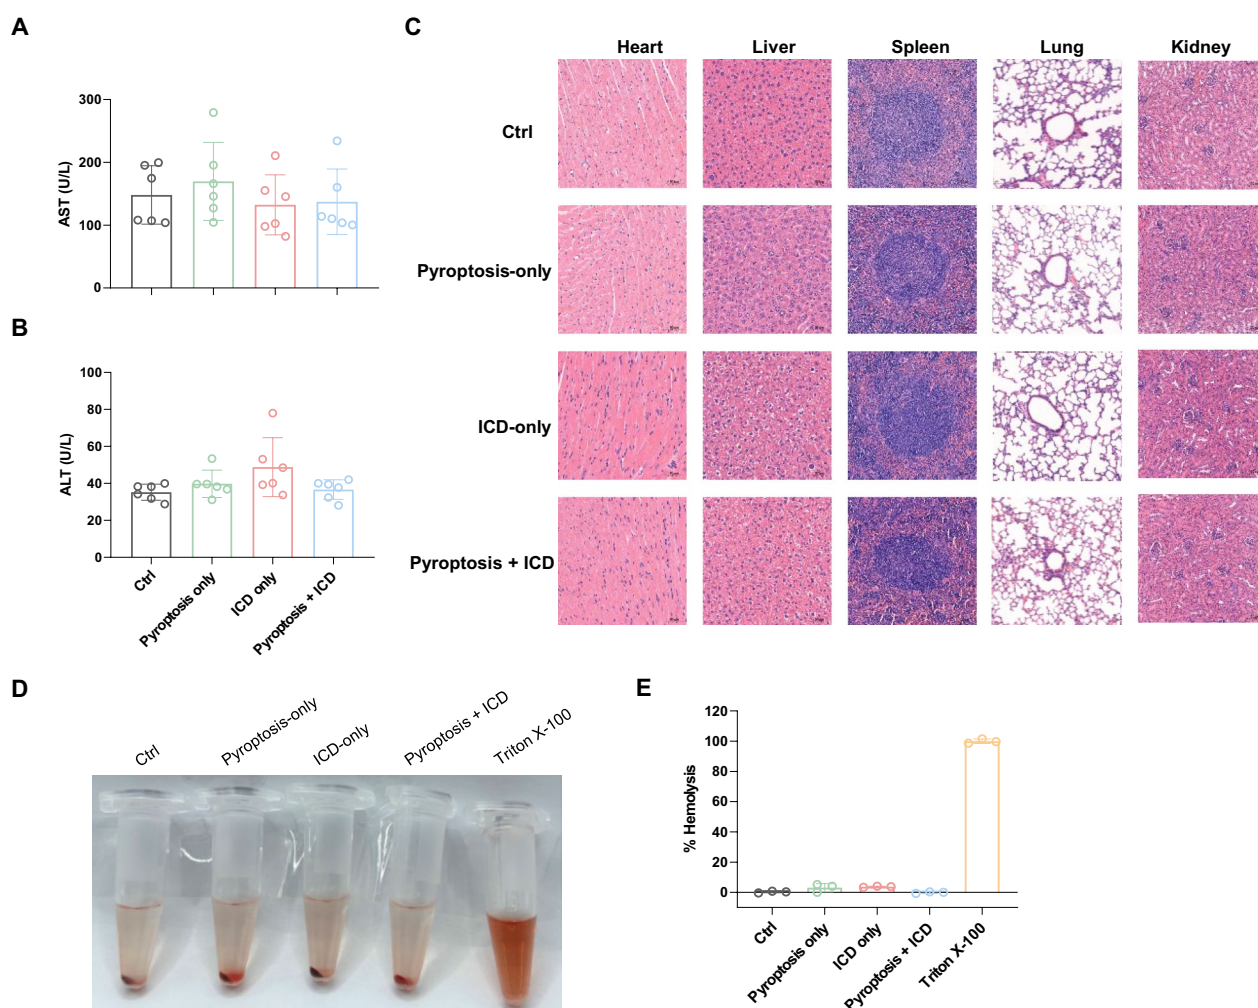 A
AST (U/L)
300
200
100
0
B
ALT (U/L)
100
80
60
40
20
0
Ctrl
Pyroptosis only
ICD only
Pyroptosis + ICD
C
Heart Liver Spleen Lung Kidney
Ctrl
Pyroptosis-only
ICD-only
Pyroptosis + ICD
D
Ctrl
Pyroptosis-only
ICD-only
Pyroptosis + ICD
Triton X-100
E
% Hemolysis
120
100
80
60
40
20
0
Ctrl
Pyroptosis only
ICD only
Pyroptosis + ICD
Triton X-100